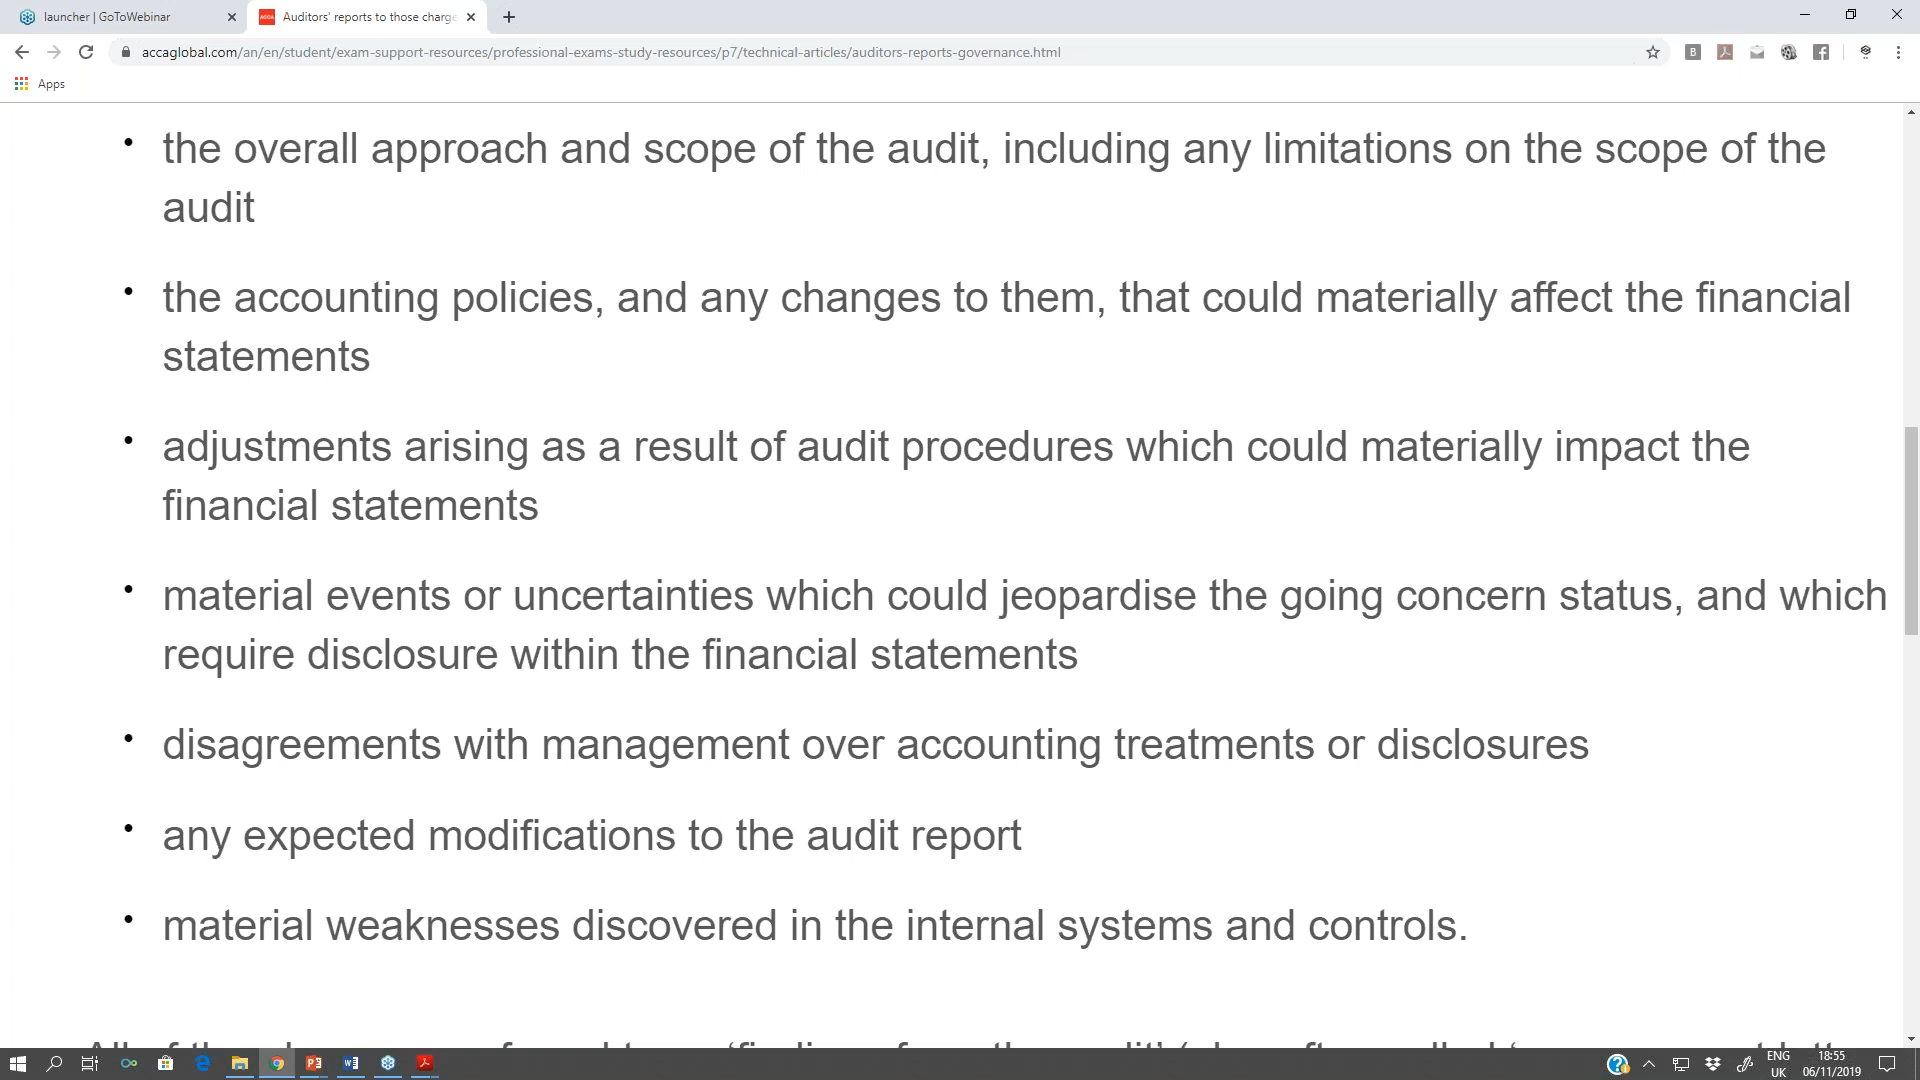 launcher | GoToWebinar
Auditors' reports to those charge
accaglobal.com/an/en/student/exam-support-resources/professional-exams-study-resources/p7/technical-articles/auditors-reports-governance.html
Apps
• the overall approach and scope of the audit, including any limitations on the scope of the
audit
• the accounting policies, and any changes to them, that could materially affect the financial
statements
• adjustments arising as a result of audit procedures which could materially impact the
financial statements
• material events or uncertainties which could jeopardise the going concern status, and which
require disclosure within the financial statements
• disagreements with management over accounting treatments or disclosures
• any expected modifications to the audit report
• material weaknesses discovered in the internal systems and controls.
ENG
UK
18:55
06/11/2019